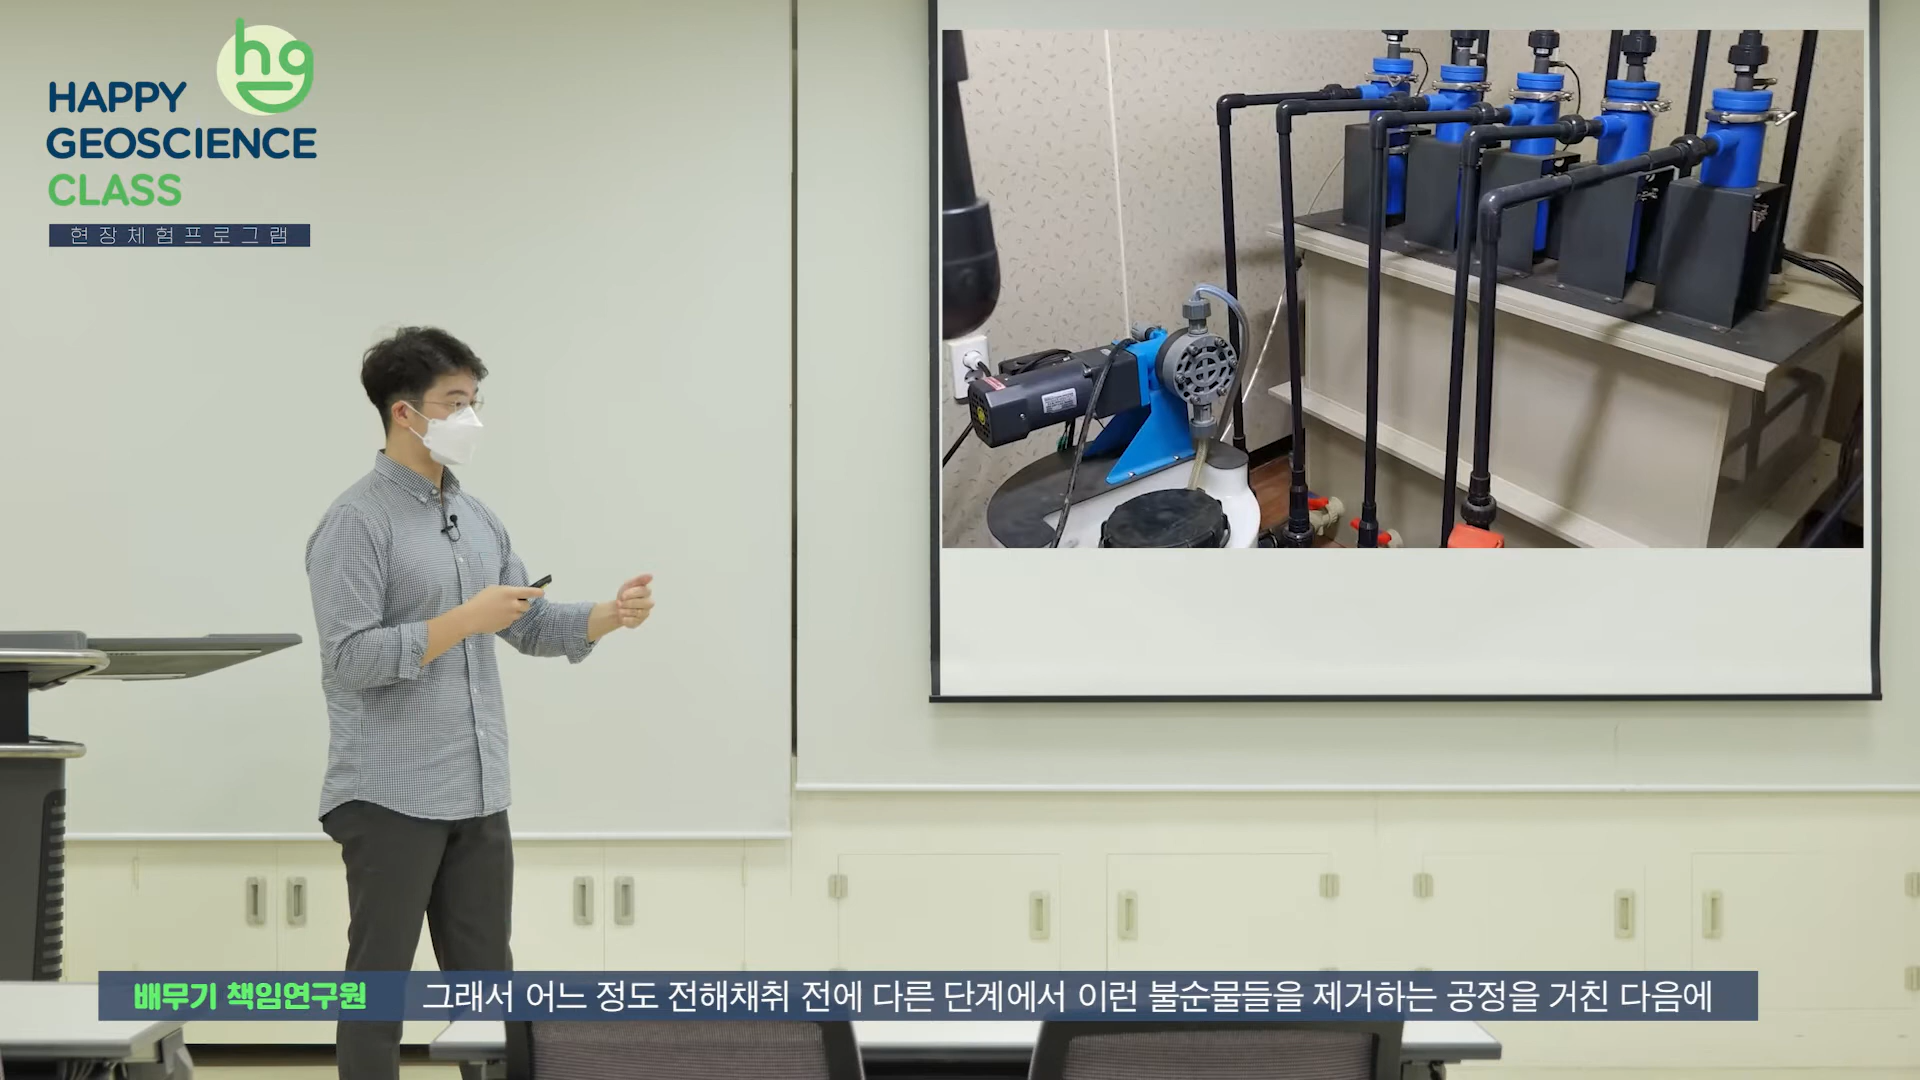 hg
HAPPY
GEOSCIENCE
CLASS
현장체험프로그램
배무기 책임연구원 그래서 어느 정도 전해채취 전에 다른 단계에서 이런 불순물들을 제거하는 공정을 거친 다음에